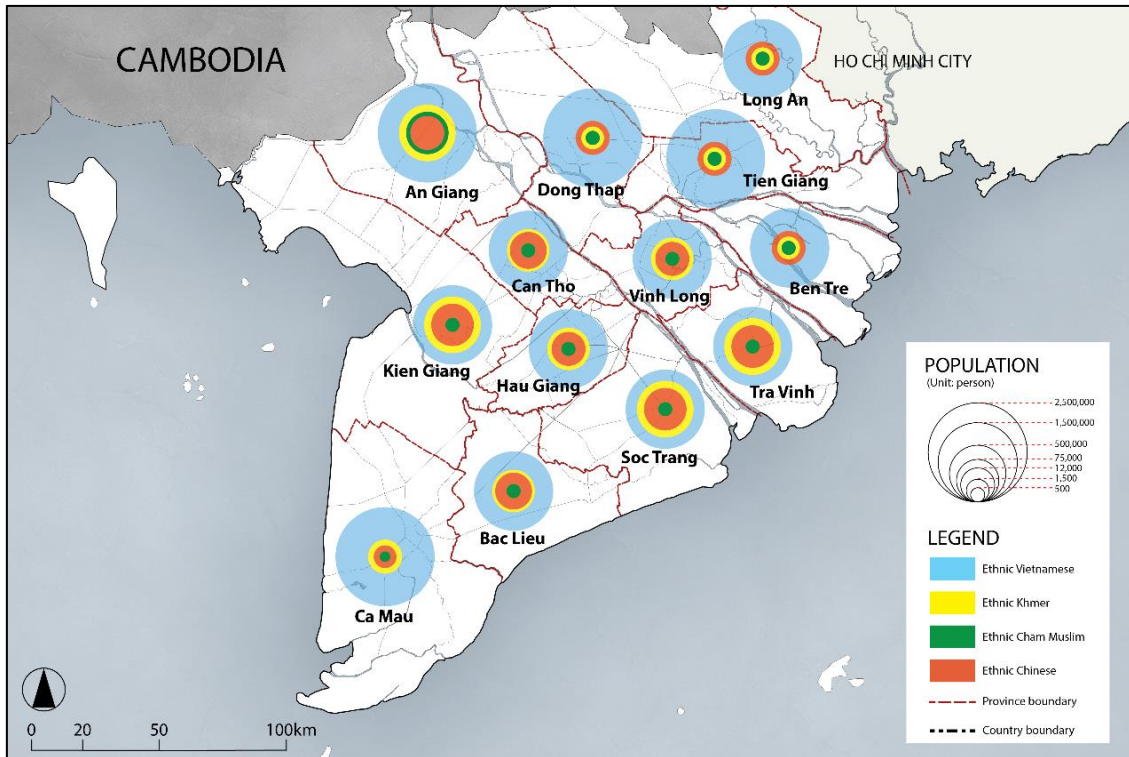 CAMBODIA
HO CHI MINH CITY
Long An
An Giang
Dong Thap
Tien Giang
Can Tho
Vinh Long
Ben Tre
Kien Giang
Hau Giang
Tra Vinh
Soc Trang
Bac Lieu
Ca Mau
POPULATION
(Unit: person)
2,500,000
1,500,000
500,000
75,000
12,000
1,500
500
LEGEND
Ethnic Vietnamese
Ethnic Khmer
Ethnic Cham Muslim
Ethnic Chinese
Province boundary
Country boundary
0 20 50 100km